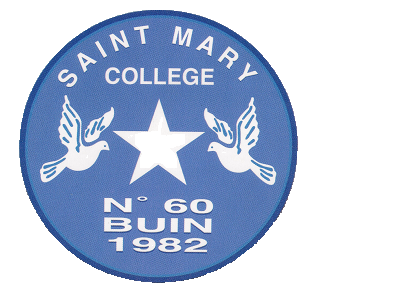 SAINT MARY
COLLEGE
N° 60
BUIN
1982